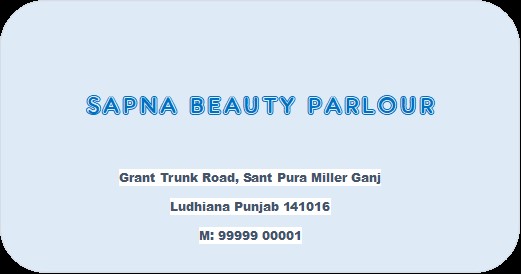 SAPNA BEAUTY PARLOUR
Grant Trunk Road, Sant Pura Miller Ganj
Ludhiana Punjab 141016
M: 99999 00001